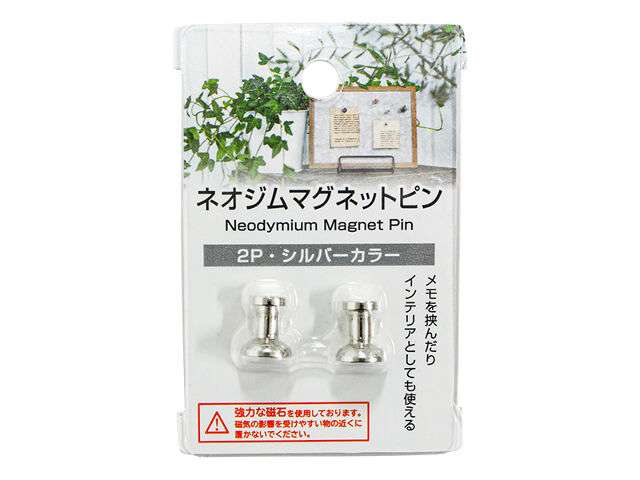 ネオジムマグネットピン
Neodymium Magnet Pin
2P・シルバーカラー
メモを挟んだり
インテリアとしても使える
強力な磁石を使用しております。
磁気の影響を受けやすい物の近くに
置かないでください。